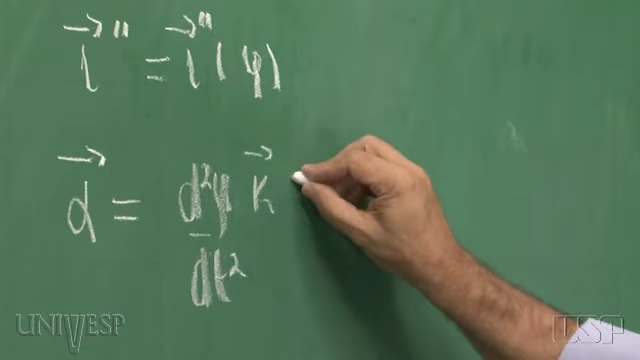 i⃗" = i⃗"(φ)
α⃗ = d²φ/dt² k⃗
UNIVESP USP